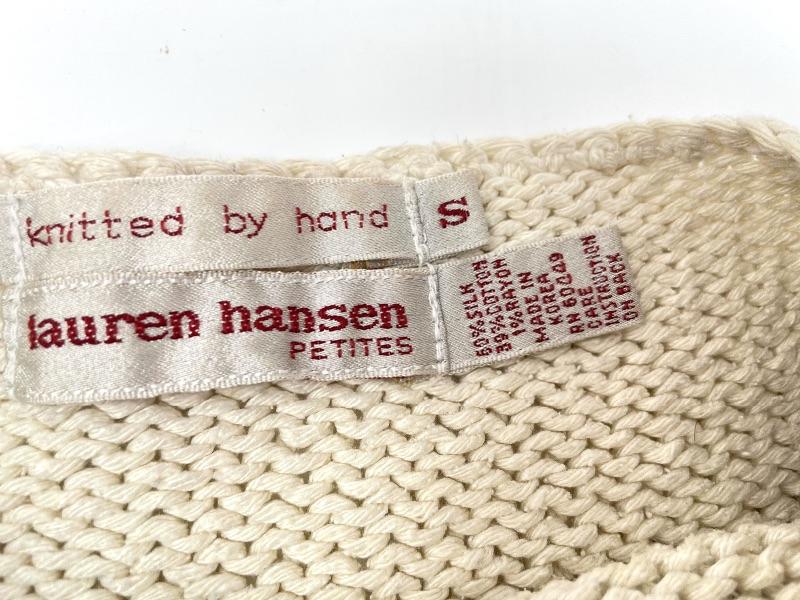 knitted by hand
S
lauren hansen
PETITES
60% SILK
39% COTTON
1% RAYON
MADE IN
KOREA
RN 60049
CARE
INSTRUCTION
ON BACK